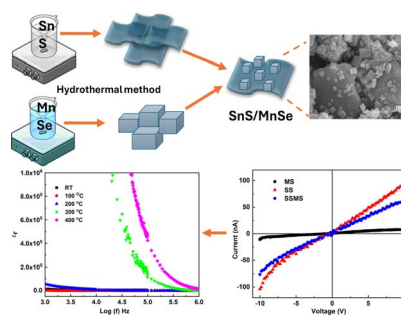 Sn
S
Hydrothermal method
Mn
Se
SnS/MnSe
RT
100 °C
200 °C
300 °C
400 °C
1.0x10⁶
8.0x10⁵
6.0x10⁵
4.0x10⁵
2.0x10⁵
0.0
εr
3.0 3.5 4.0 4.5 5.0 5.5 6.0
Log (f) Hz
MS
SS
SSMS
100
50
0
-50
-100
Current (nA)
-10 -5 0 5
Voltage (V)